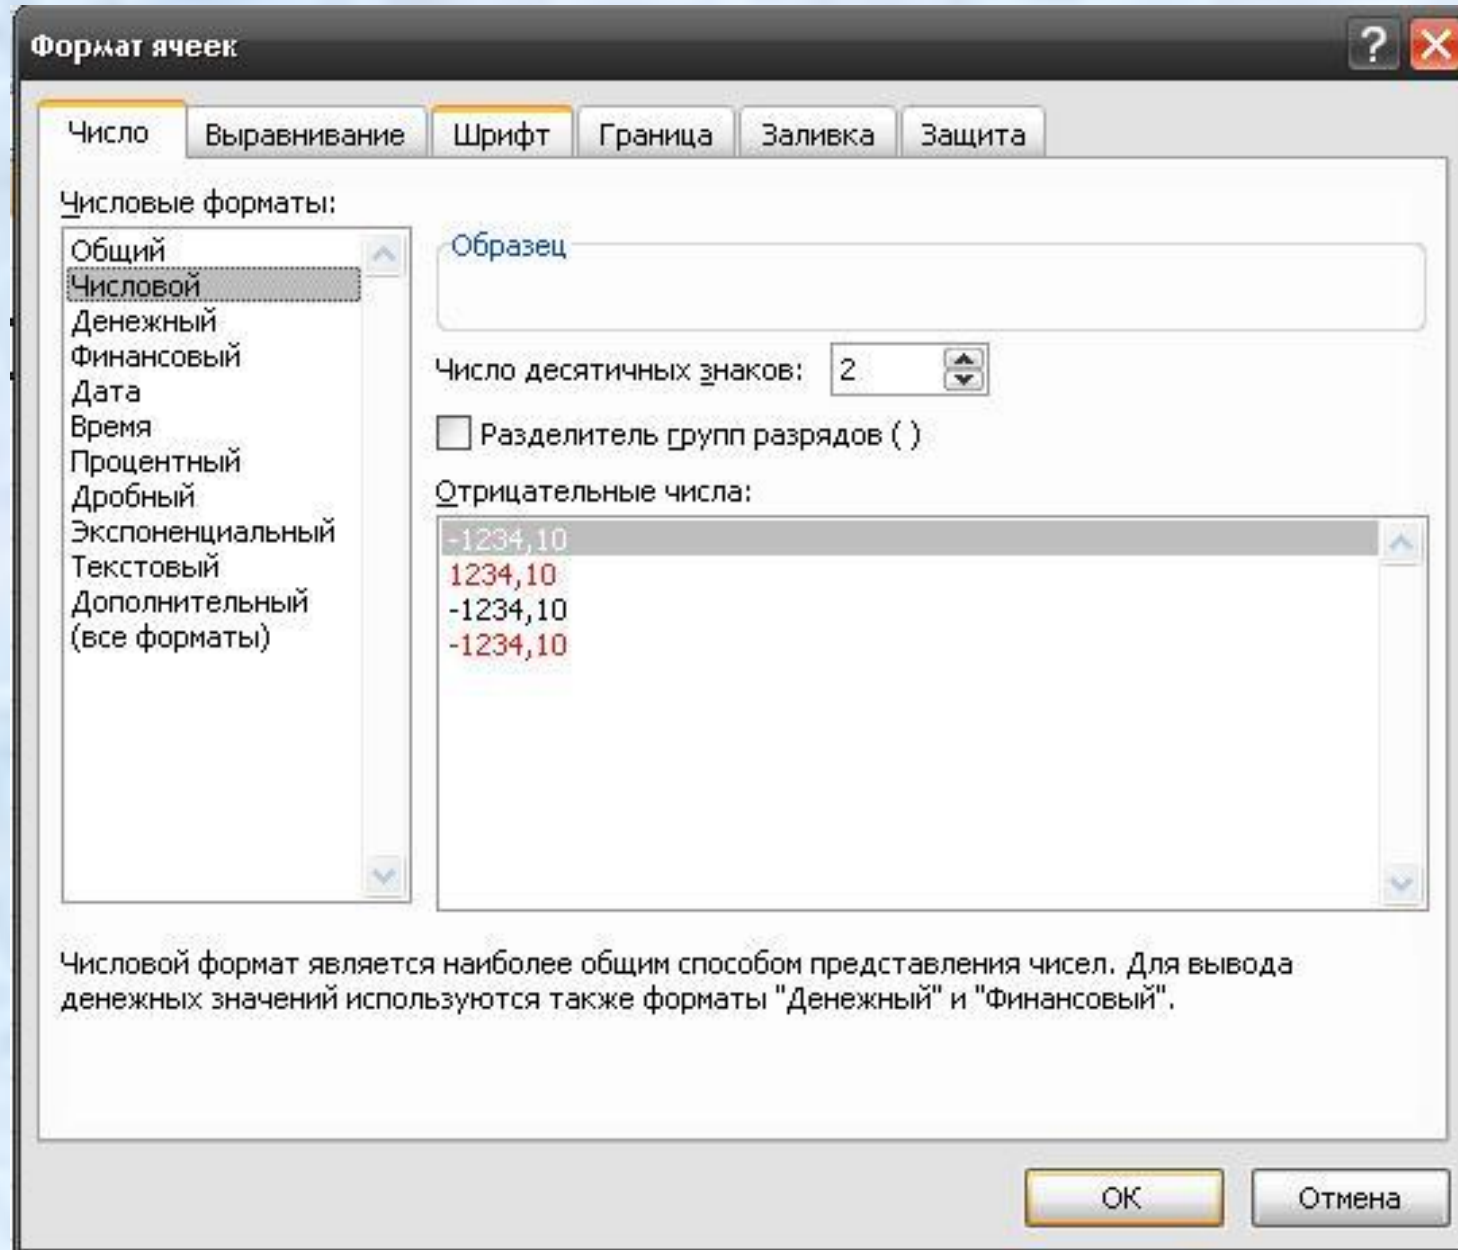 Формат ячеек
Число
Выравнивание
Шрифт
Граница
Заливка
Защита
Числовые форматы:
Общий
Числовой
Денежный
Финансовый
Дата
Время
Процентный
Дробный
Экспоненциальный
Текстовый
Дополнительный
(все форматы)
Образец
Число десятичных знаков: 2
Разделитель групп разрядов ( )
Отрицательные числа:
-1234,10
1234,10
-1234,10
-1234,10
Числовой формат является наиболее общим способом представления чисел. Для вывода
денежных значений используются также форматы "Денежный" и "Финансовый".
ОК
Отмена